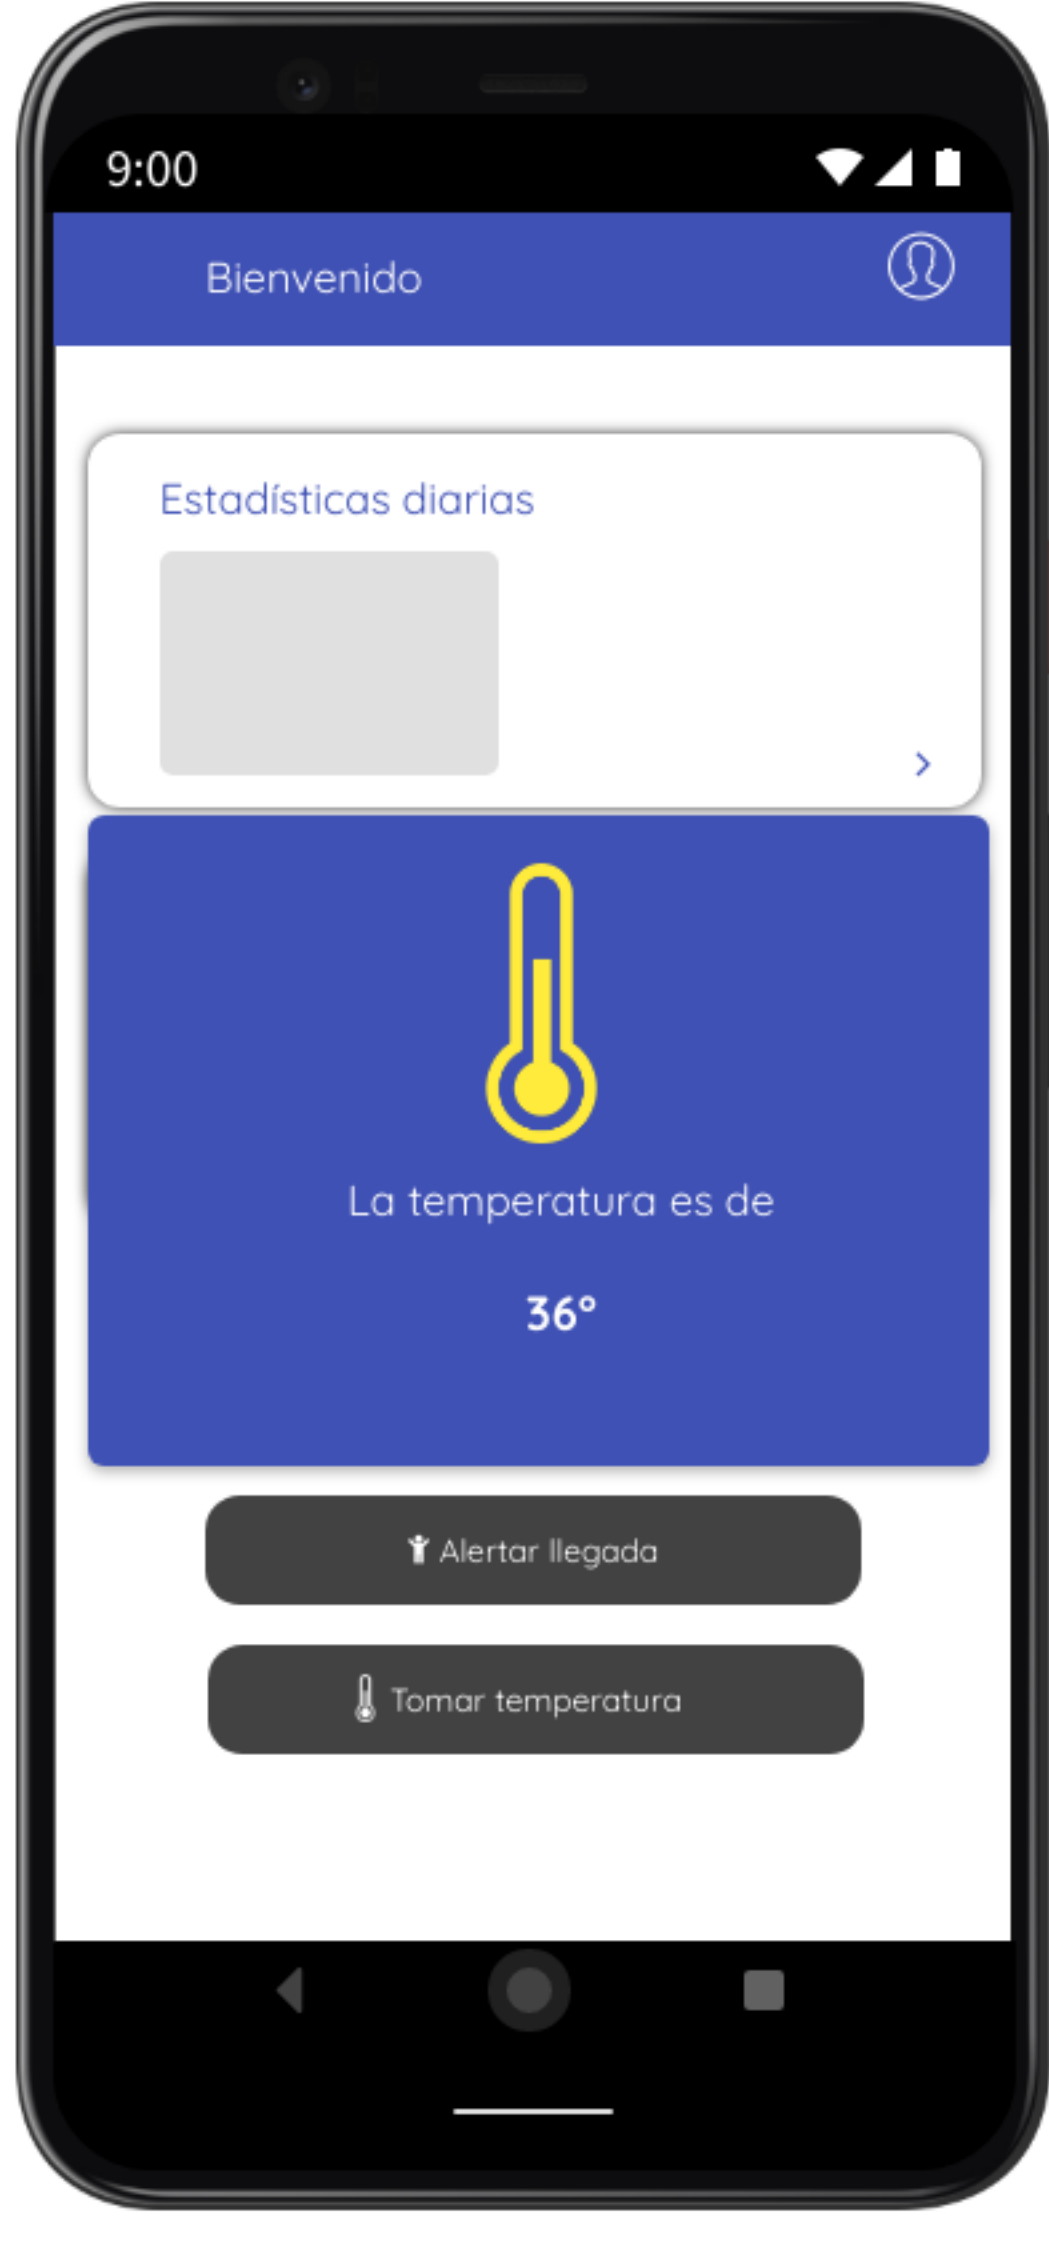 9:00
Bienvenido
Estadísticas diarias
La temperatura es de
36°
Alertar llegada
Tomar temperatura